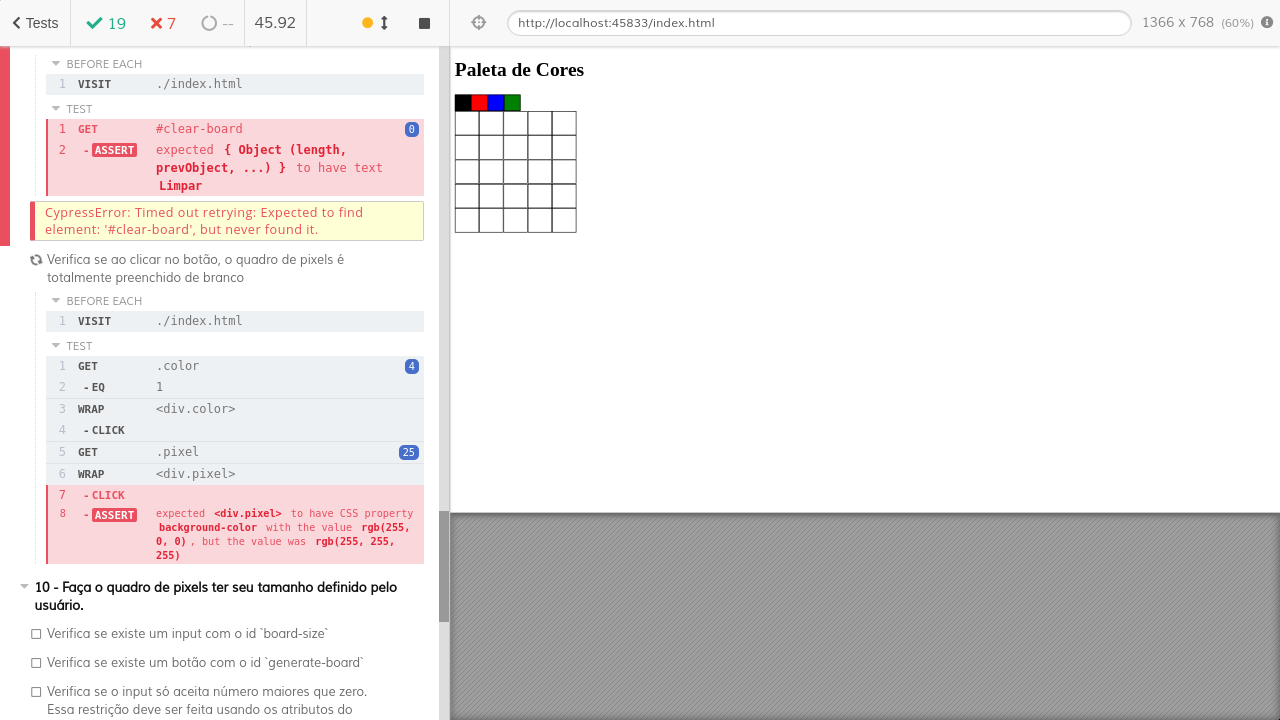 Tests 19 7 -- 45.92 http://localhost:45833/index.html 1366 x 768 (60%)
BEFORE EACH
1 VISIT ./index.html
TEST
1 GET #clear-board 0
2 - ASSERT expected { Object (length,
prevObject, ...) } to have text
Limpar
CypressError: Timed out retrying: Expected to find
element: '#clear-board', but never found it.
Verifica se ao clicar no botão, o quadro de pixels é
totalmente preenchido de branco
BEFORE EACH
1 VISIT ./index.html
TEST
1 GET .color 4
2 - EQ 1
3 WRAP <div.color>
4 - CLICK
5 GET .pixel 25
6 WRAP <div.pixel>
7 - CLICK
8 - ASSERT expected <div.pixel> to have CSS property
background-color with the value rgb(255,
0, 0) , but the value was rgb(255, 255,
255)
10 - Faça o quadro de pixels ter seu tamanho definido pelo
usuário.
Verifica se existe um input com o id `board-size`
Verifica se existe um botão com o id `generate-board`
Verifica se o input só aceita número maiores que zero.
Essa restrição deve ser feita usando os atributos do
Paleta de Cores